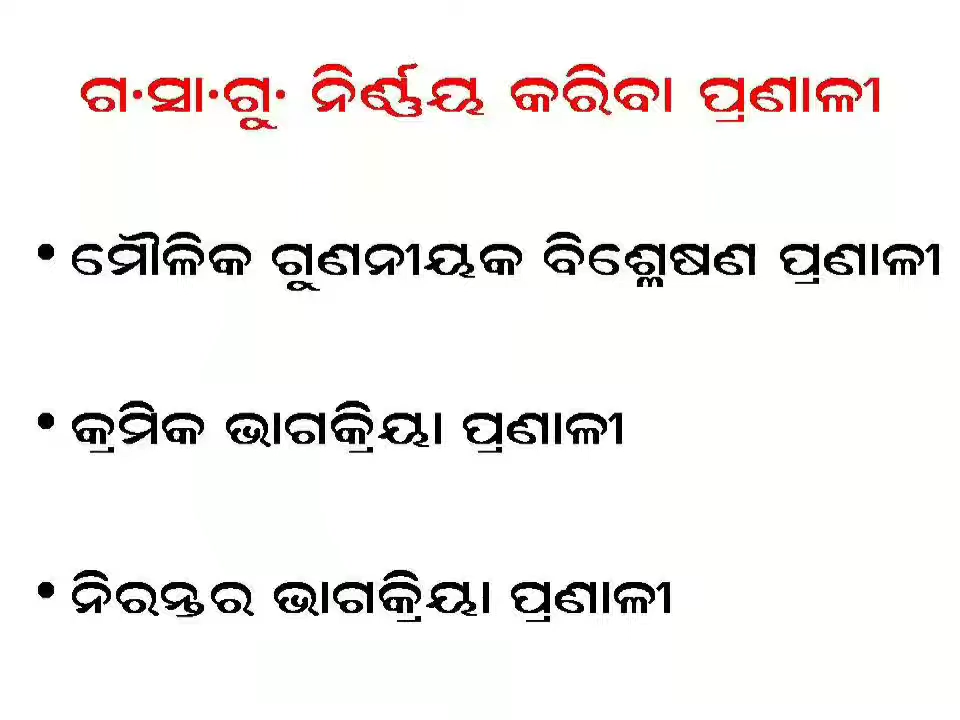 ଗ.ସା.ଗୁ. ନିର୍ଣ୍ଣୟ କରିବା ପ୍ରଣାଳୀ
• ମୌଳିକ ଗୁଣନୀୟକ ବିଶ୍ଳେଷଣ ପ୍ରଣାଳୀ
• କ୍ରମିକ ଭାଗକ୍ରିୟା ପ୍ରଣାଳୀ
• ନିରନ୍ତର ଭାଗକ୍ରିୟା ପ୍ରଣାଳୀ